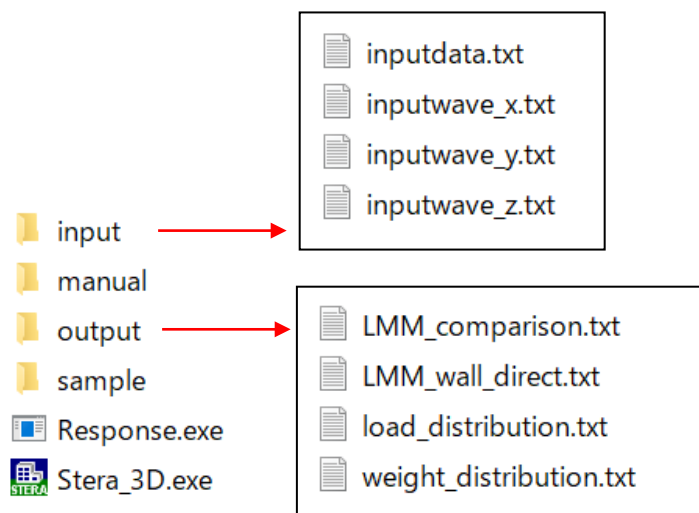 inputdata.txt
inputwave_x.txt
inputwave_y.txt
inputwave_z.txt
input
manual
output
sample
Response.exe
STERA
Stera_3D.exe
LMM_comparison.txt
LMM_wall_direct.txt
load_distribution.txt
weight_distribution.txt